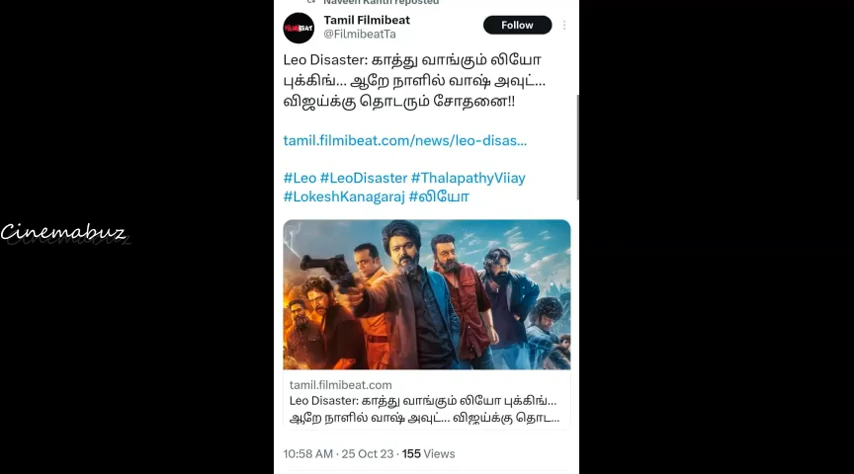 Naveen Kanth reposted
Tamil Filmibeat
@FilmibeatTa
Follow
Leo Disaster: காத்து வாங்கும் லியோ
புக்கிங்... ஆறே நாளில் வாஷ் அவுட்...
விஜய்க்கு தொடரும் சோதனை!!
tamil.filmibeat.com/news/leo-disas...
#Leo #LeoDisaster #ThalapathyVijay
#LokeshKanagaraj #லியோ
Cinemabuz
tamil.filmibeat.com
Leo Disaster: காத்து வாங்கும் லியோ புக்கிங்...
ஆறே நாளில் வாஷ் அவுட்... விஜய்க்கு தொட...
10:58 AM · 25 Oct 23 · 155 Views